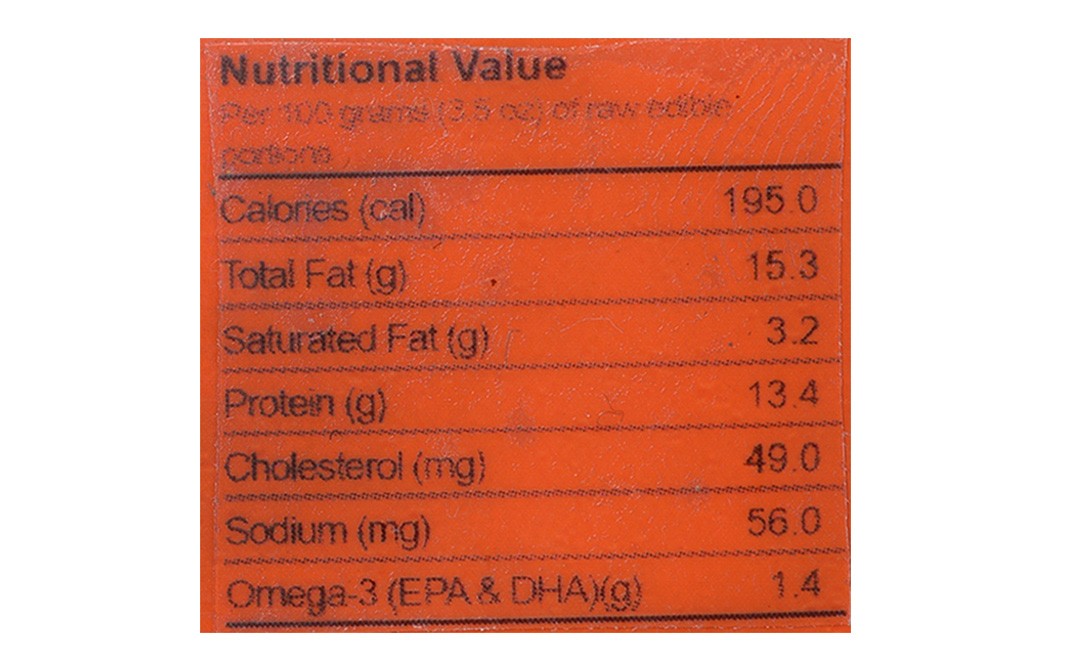 Nutritional Value
Per 100 grams (3.5 oz) of raw edible
portions
Calories (cal) 195.0
Total Fat (g) 15.3
Saturated Fat (g) 3.2
Protein (g) 13.4
Cholesterol (mg) 49.0
Sodium (mg) 56.0
Omega-3 (EPA & DHA)(g) 1.4